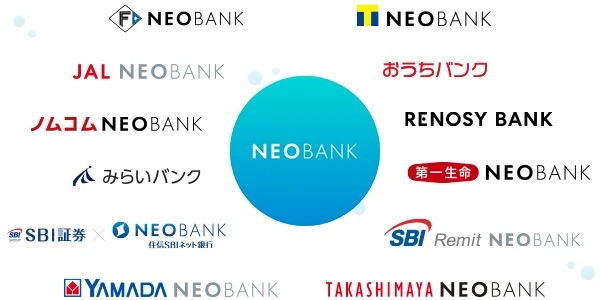 F NEOBANK
T NEOBANK
JAL NEOBANK
おうちバンク
ノムコム NEOBANK
RENOSY BANK
NEOBANK
みらいバンク
第一生命 NEOBANK
SBI SBI証券 × NEOBANK
住信SBIネット銀行
SBI Remit NEOBANK
YAMADA NEOBANK
TAKASHIMAYA NEOBANK